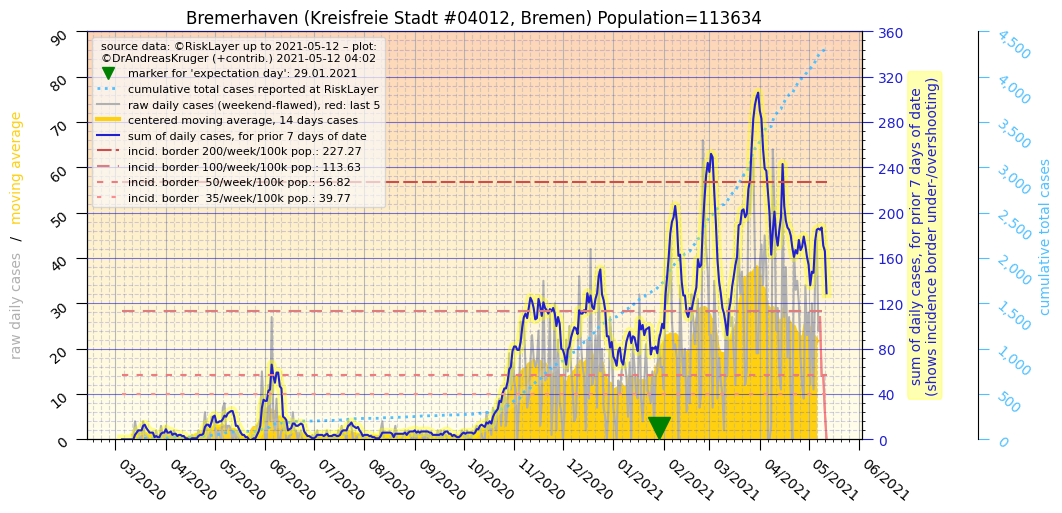 Bremerhaven (Kreisfreie Stadt #04012, Bremen) Population=113634
source data: ©RiskLayer up to 2021-05-12 – plot:
©DrAndreasKruger (+contrib.) 2021-05-12 04:02
marker for 'expectation day': 29.01.2021
cumulative total cases reported at RiskLayer
raw daily cases (weekend-flawed), red: last 5
centered moving average, 14 days cases
sum of daily cases, for prior 7 days of date
incid. border 200/week/100k pop.: 227.27
incid. border 100/week/100k pop.: 113.63
incid. border  50/week/100k pop.: 56.82
incid. border  35/week/100k pop.: 39.77
raw daily cases / moving average
90
80
70
60
50
40
30
20
10
0
360
320
280
240
200
160
120
80
40
0
sum of daily cases, for prior 7 days of date
(shows incidence border under-/overshooting)
4,500
4,000
3,500
3,000
2,500
2,000
1,500
1,000
500
0
cumulative total cases
03/2020
04/2020
05/2020
06/2020
07/2020
08/2020
09/2020
10/2020
11/2020
12/2020
01/2021
02/2021
03/2021
04/2021
05/2021
06/2021